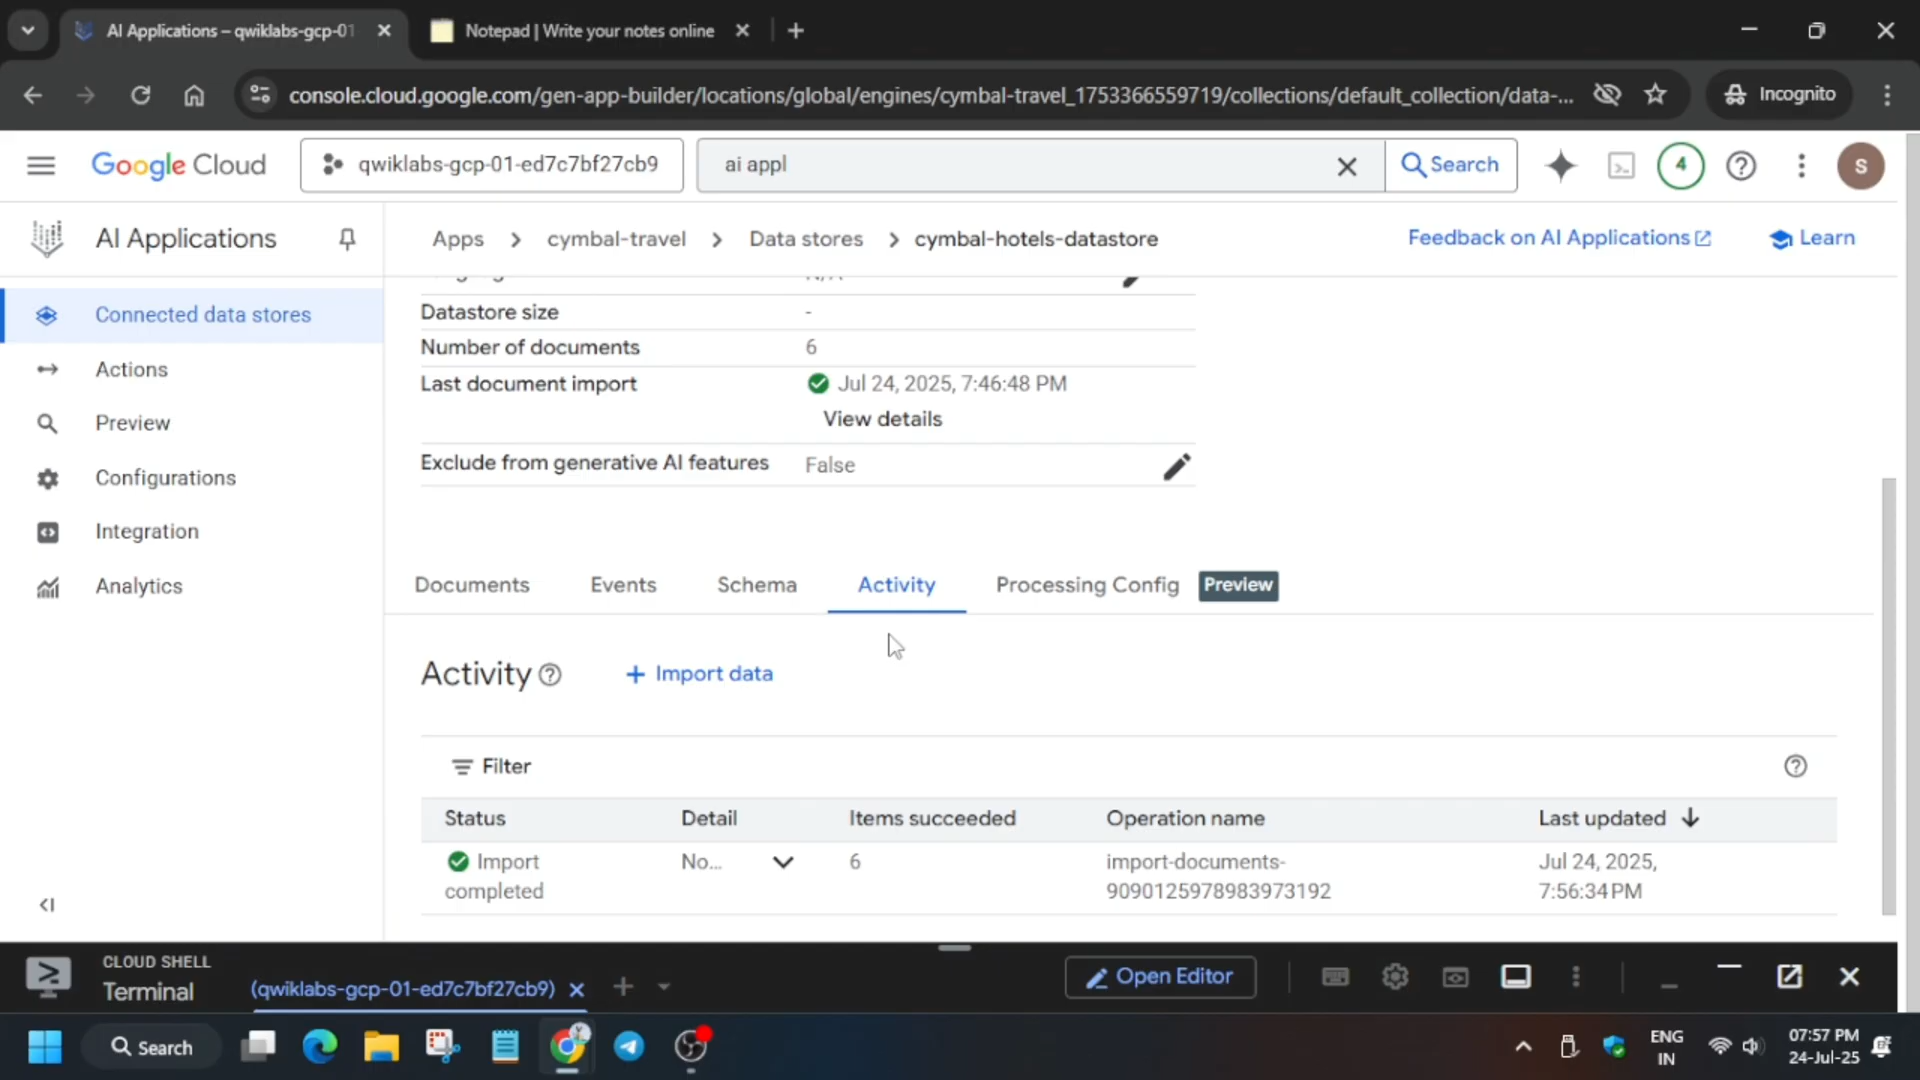 AI Applications – qwiklabs-gcp-01
Notepad | Write your notes online
console.cloud.google.com/gen-app-builder/locations/global/engines/cymbal-travel_1753366559719/collections/default_collection/data-...
Incognito
Google Cloud
qwiklabs-gcp-01-ed7c7bf27cb9
ai appl
Search
4
S
AI Applications
Apps > cymbal-travel > Data stores > cymbal-hotels-datastore
Feedback on AI Applications
Learn
Connected data stores
Actions
Preview
Configurations
Integration
Analytics
Datastore size -
Number of documents 6
Last document import Jul 24, 2025, 7:46:48 PM
View details
Exclude from generative AI features False
Documents Events Schema Activity Processing Config Preview
Activity + Import data
Filter
Status Detail Items succeeded Operation name Last updated
Import completed No... 6 import-documents-9090125978983973192 Jul 24, 2025, 7:56:34 PM
CLOUD SHELL
Terminal
(qwiklabs-gcp-01-ed7c7bf27cb9)
Open Editor
Search
ENG
IN
07:57 PM
24-Jul-25